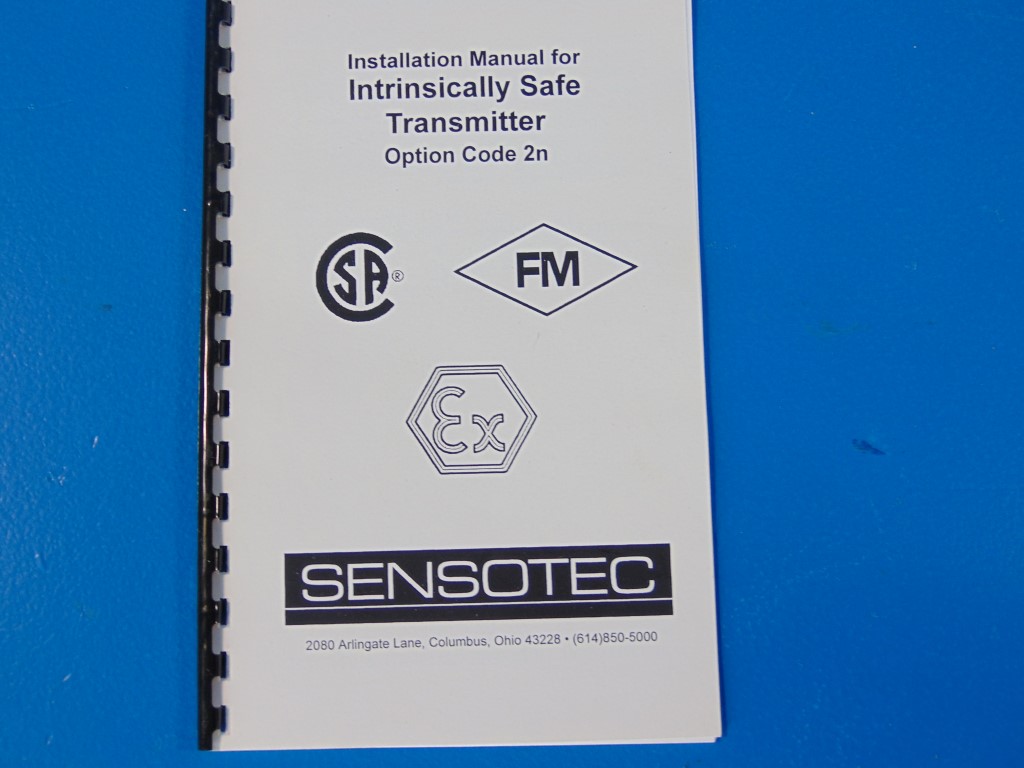 Installation Manual for
Intrinsically Safe
Transmitter
Option Code 2n
CSA®
FM
Ex
SENSOTEC
2080 Arlingate Lane, Columbus, Ohio 43228 • (614)850-5000